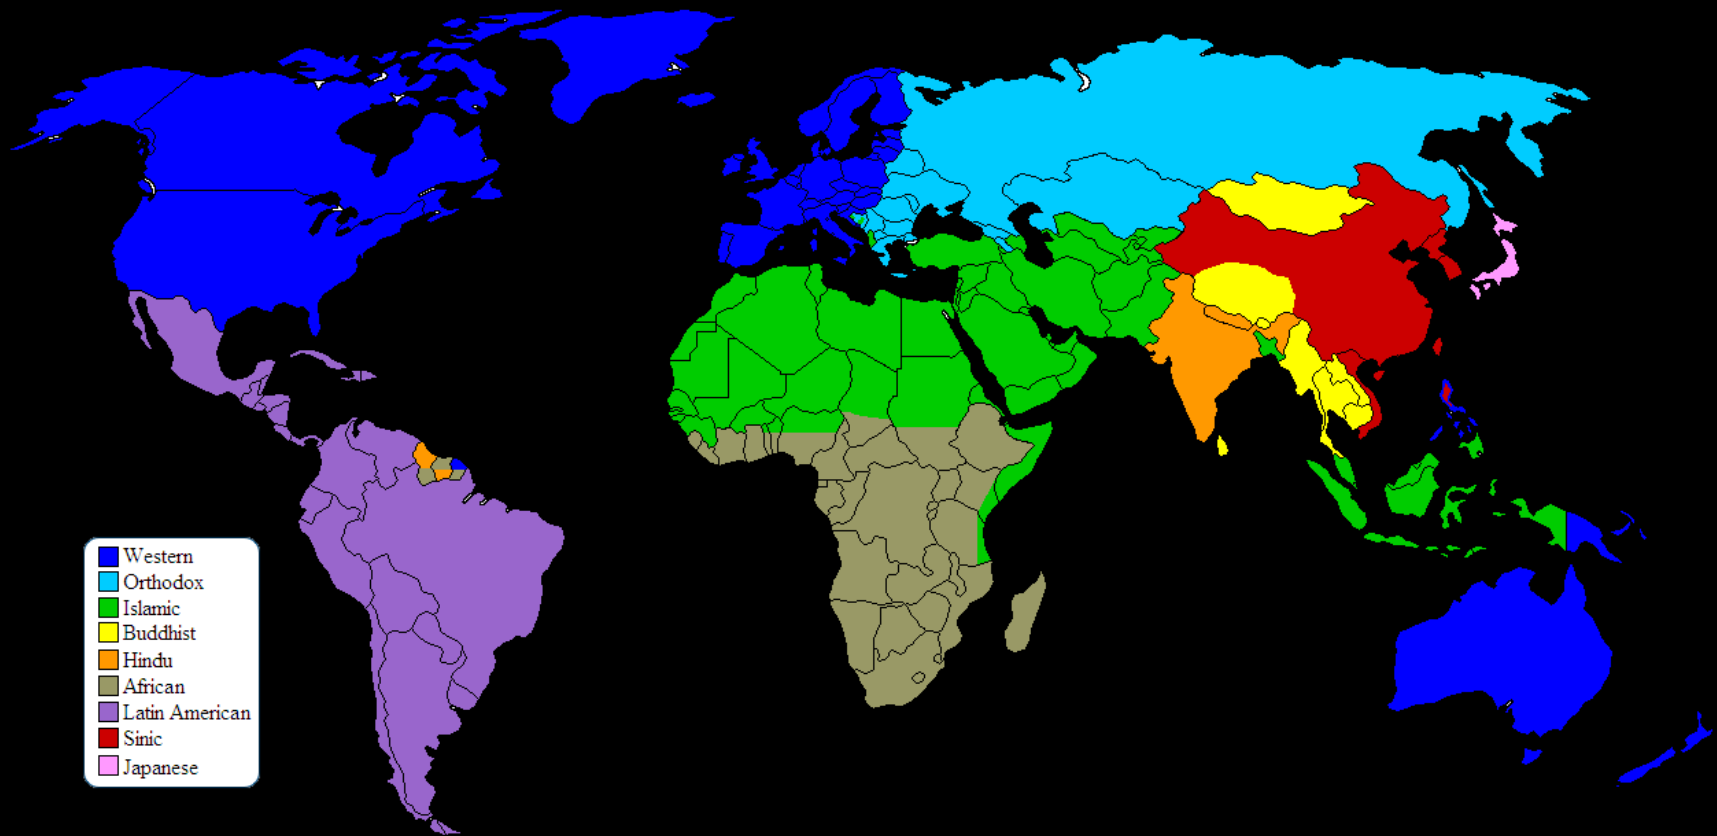 Western
Orthodox
Islamic
Buddhist
Hindu
African
Latin American
Sinic
Japanese